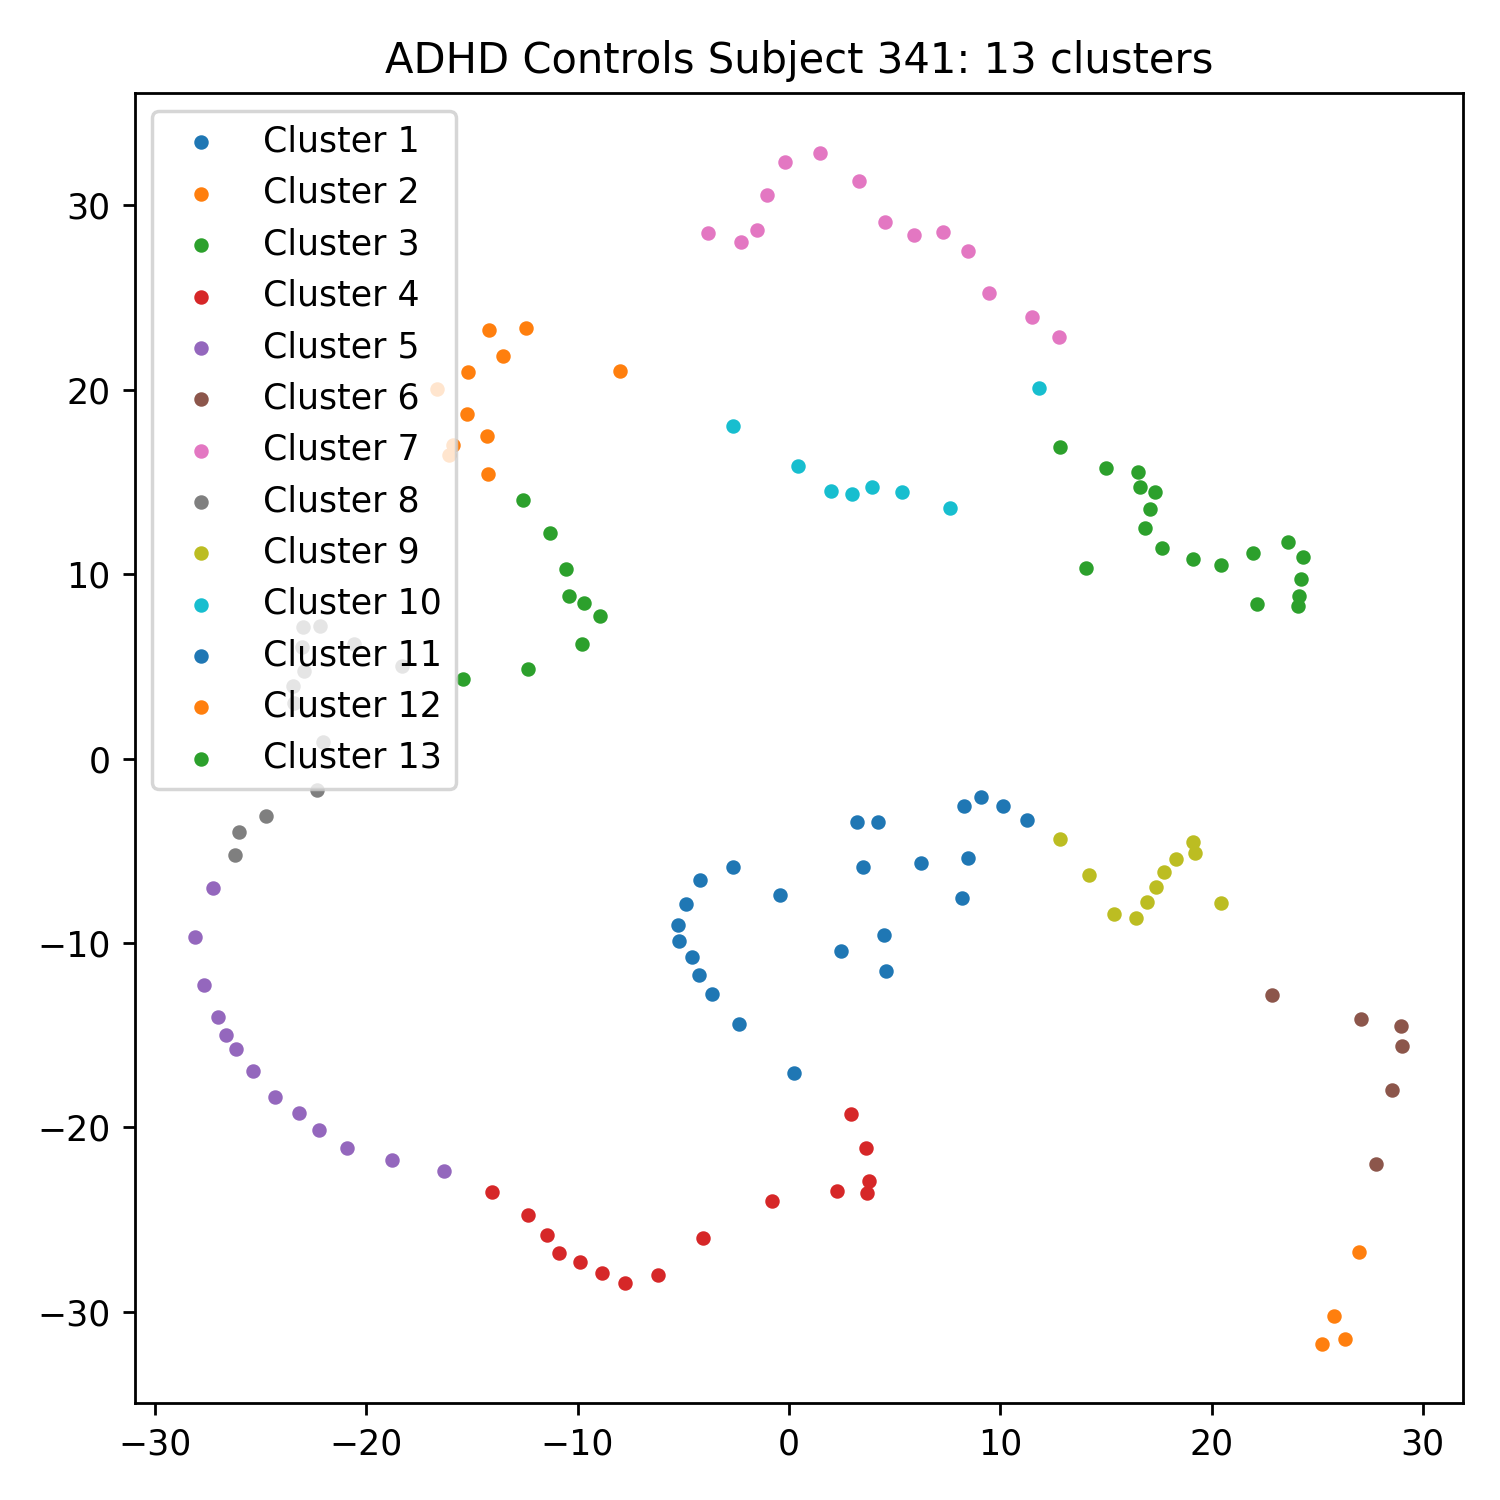 ADHD Controls Subject 341: 13 clusters
Cluster 1
Cluster 2
Cluster 3
Cluster 4
Cluster 5
Cluster 6
Cluster 7
Cluster 8
Cluster 9
Cluster 10
Cluster 11
Cluster 12
Cluster 13
30
20
10
0
−10
−20
−30
−30 −20 −10 0 10 20 30